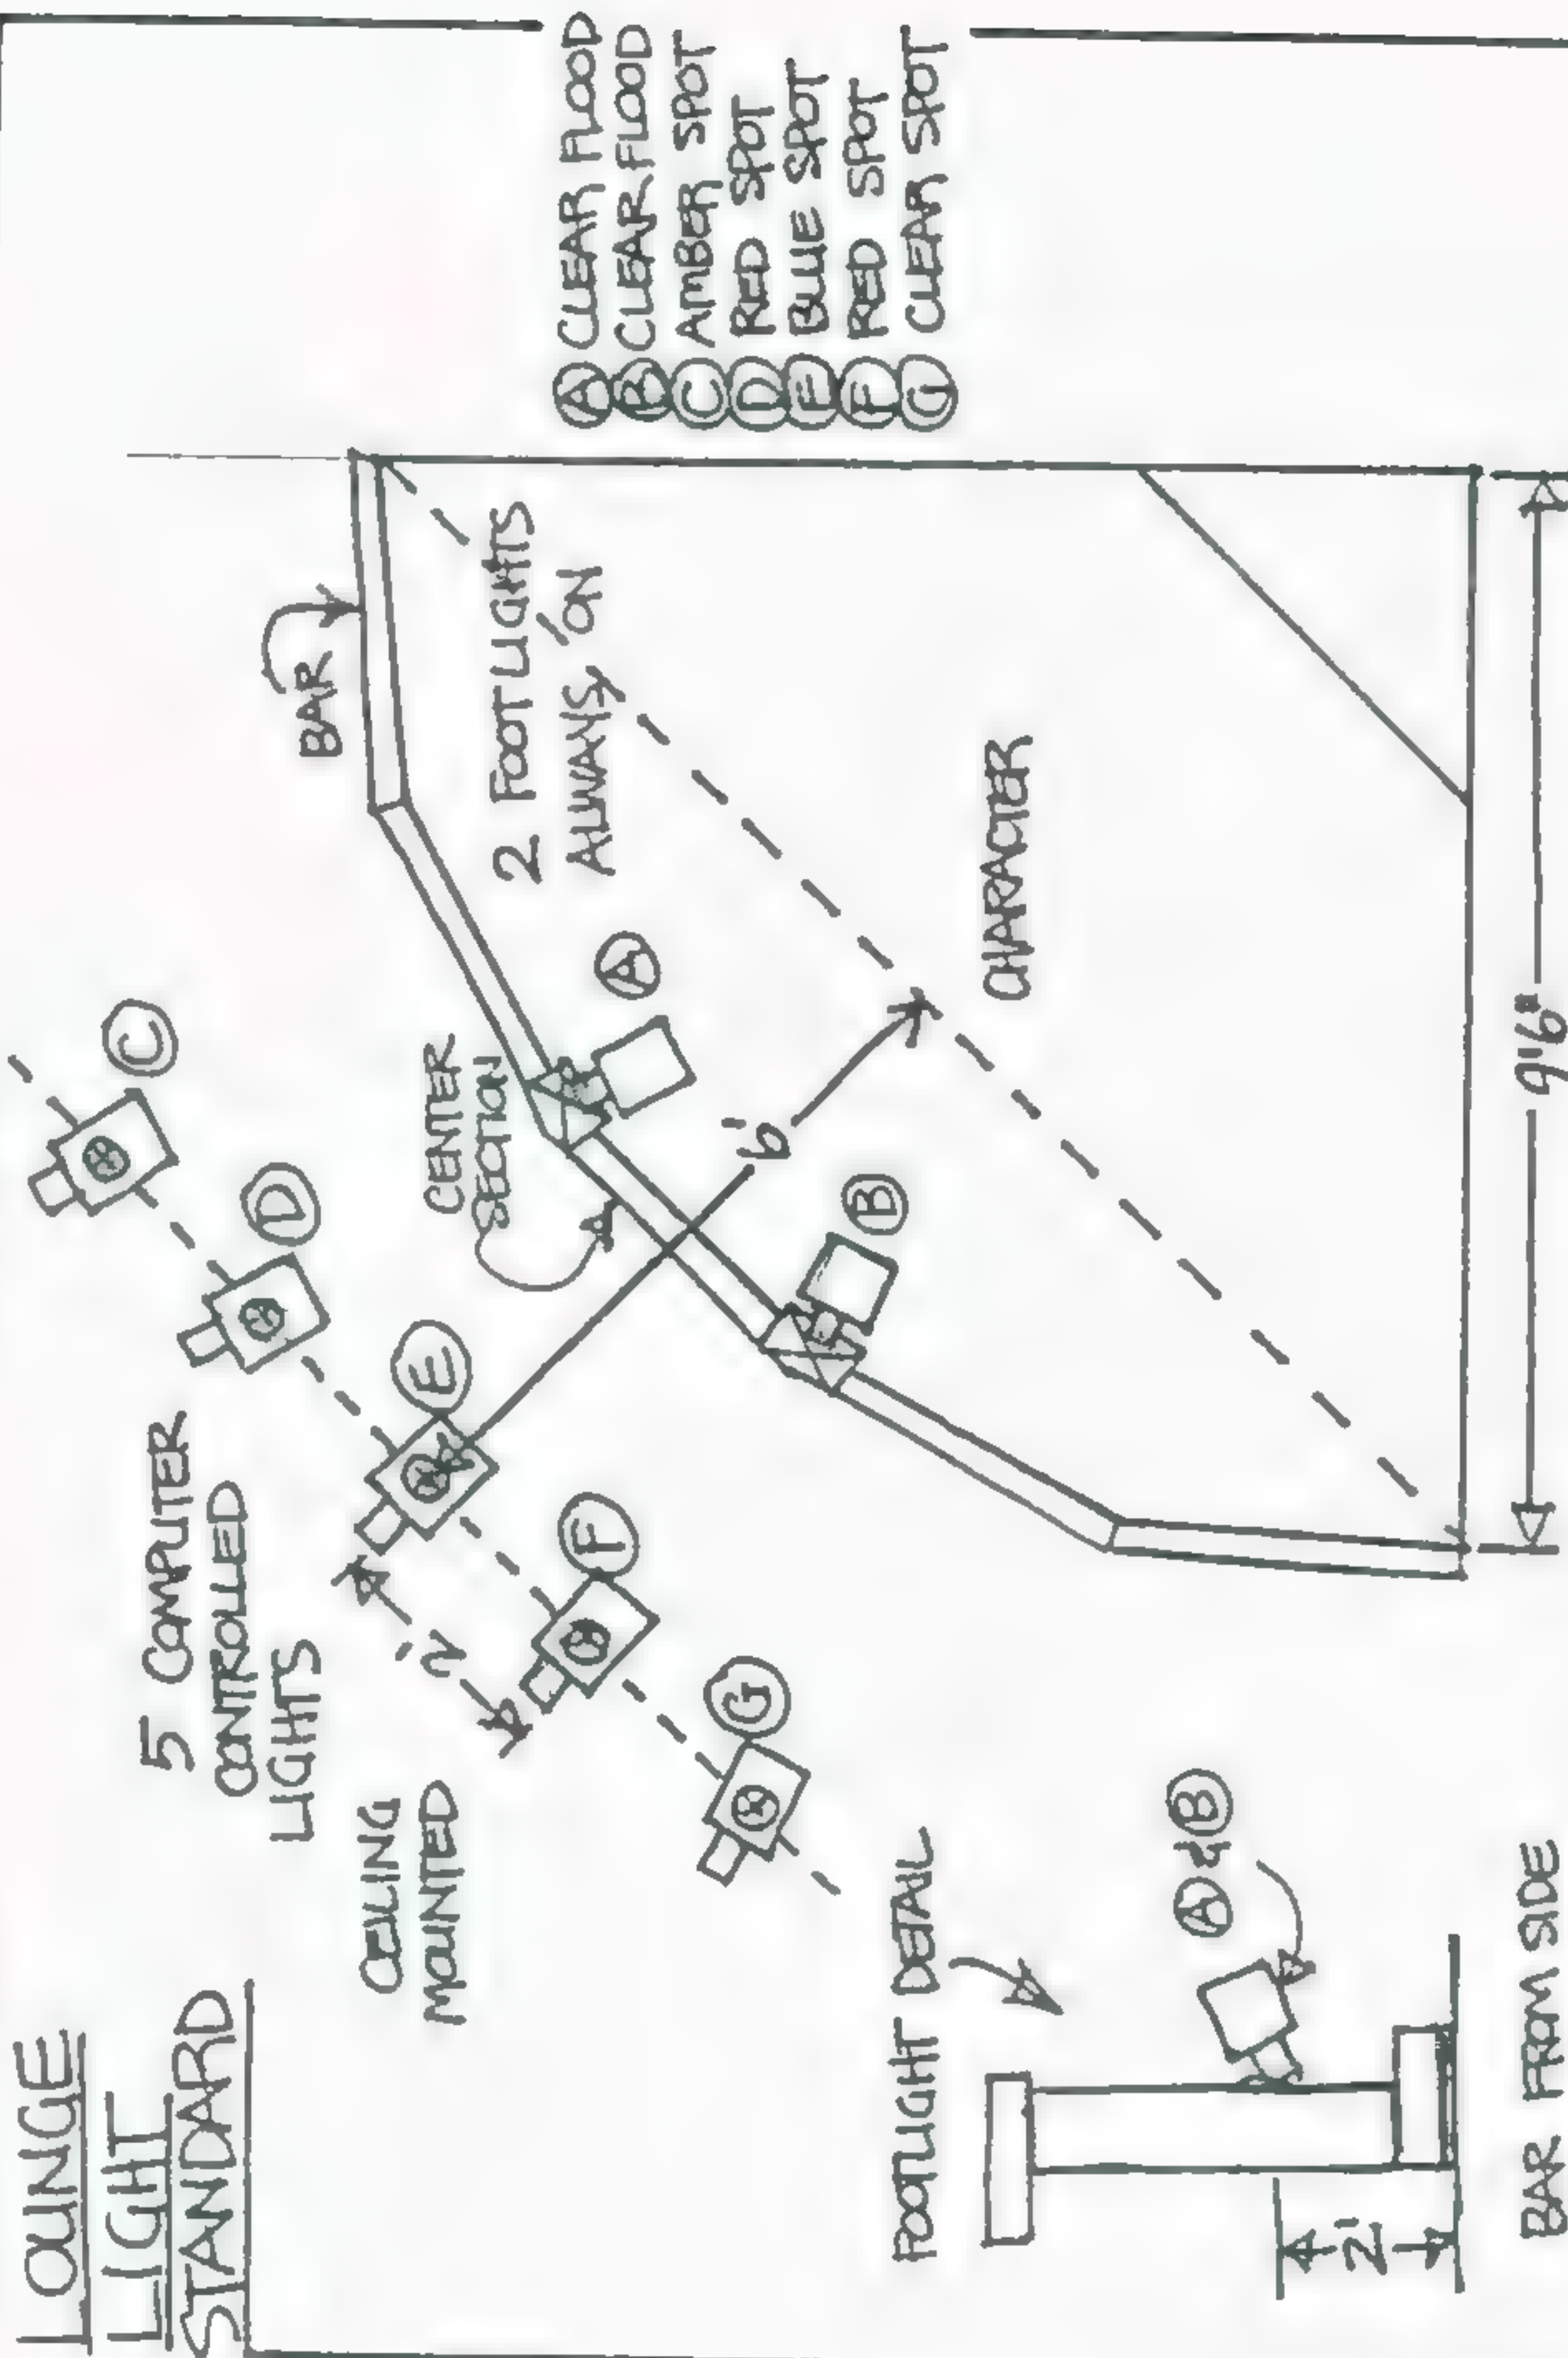 LOUNGE
LIGHT
STANDARD
5 COMPUTER
CONTROLLED
LIGHTS
CEILING
MOUNTED
2'
C
D
E
F
G
BAR
CENTER
SECTION
2 FOOTLIGHTS
ALWAYS 'ON'
A
B
6'
CHARACTER
9'6"
A CLEAR FLOOD
B CLEAR FLOOD
C AMBER SPOT
D RED SPOT
E BLUE SPOT
F RED SPOT
G CLEAR SPOT
FOOTLIGHT DETAIL
A & B
2'
BAR FROM SIDE